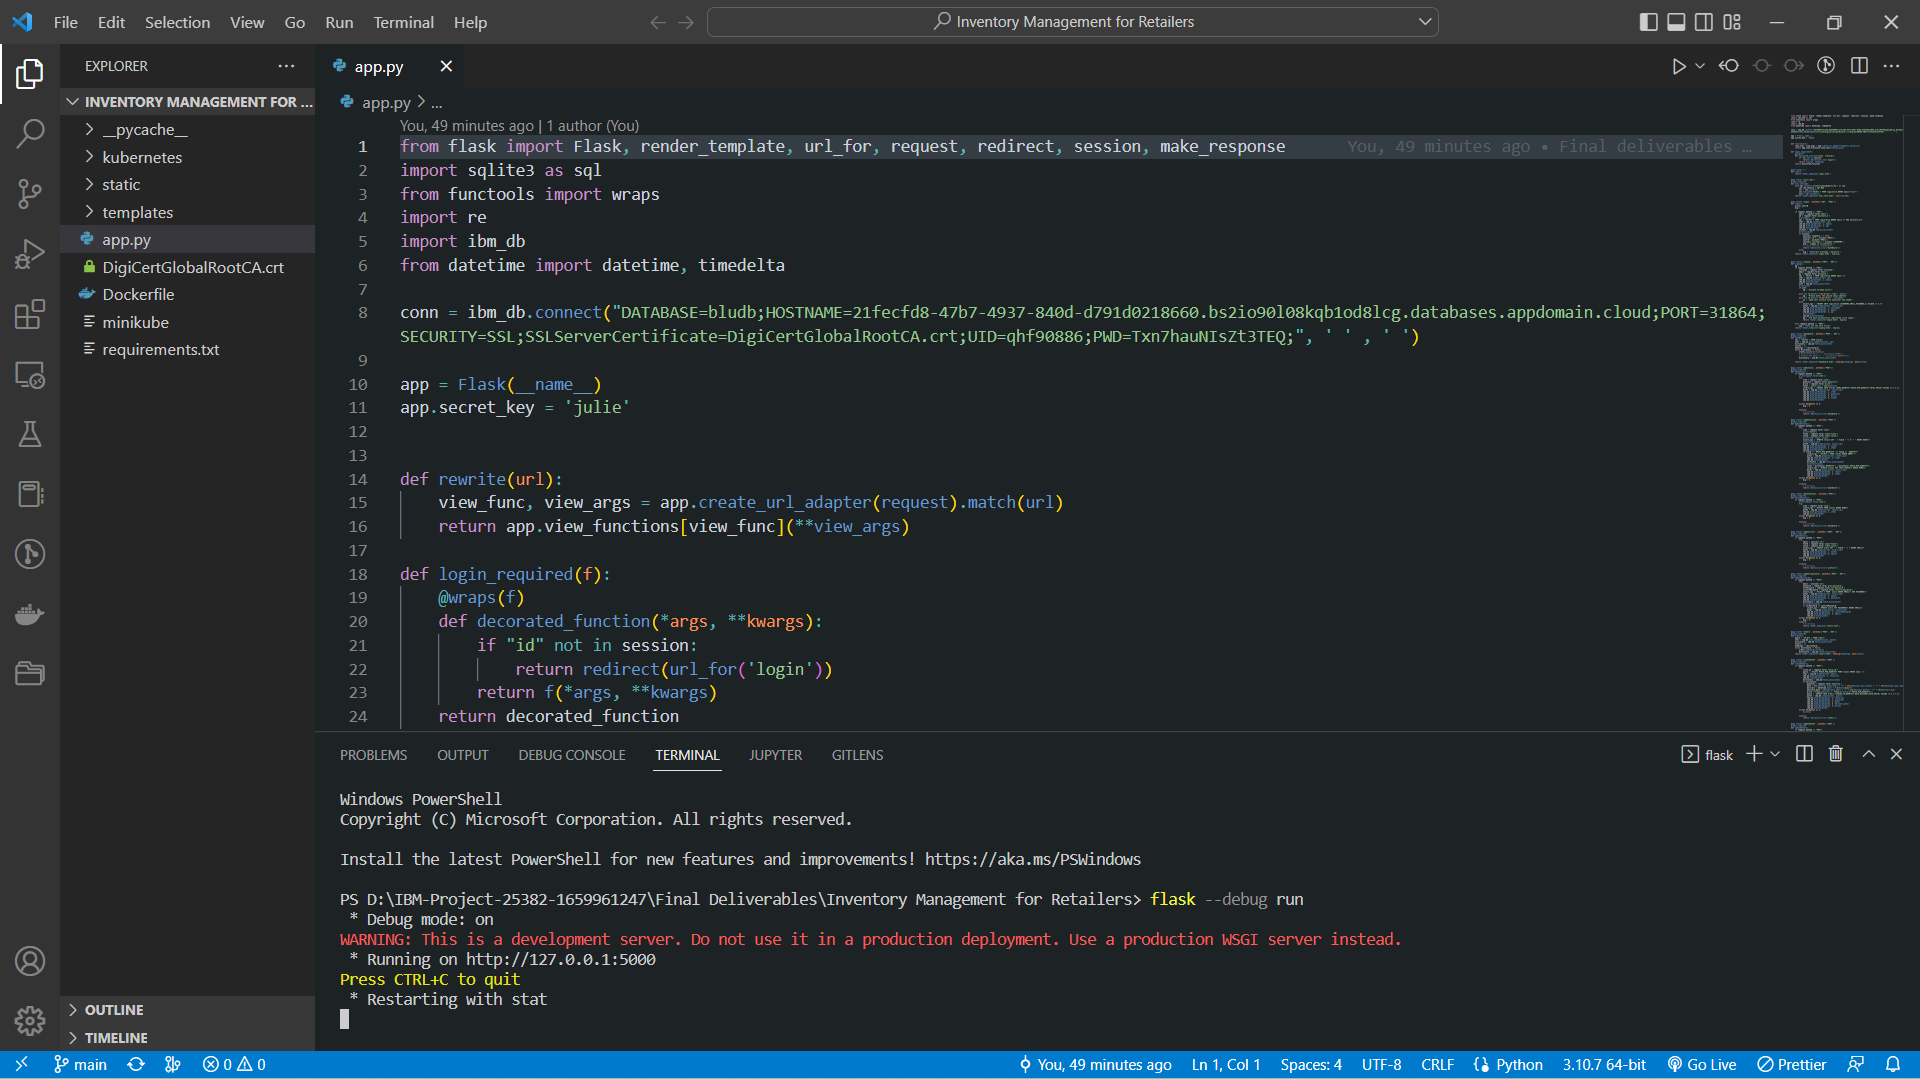 File Edit Selection View Go Run Terminal Help
Inventory Management for Retailers
EXPLORER
INVENTORY MANAGEMENT FOR ...
__pycache__
kubernetes
static
templates
app.py
DigiCertGlobalRootCA.crt
Dockerfile
minikube
requirements.txt
OUTLINE
TIMELINE
app.py
app.py > ...
You, 49 minutes ago | 1 author (You)
1 from flask import Flask, render_template, url_for, request, redirect, session, make_response You, 49 minutes ago • Final deliverables …
2 import sqlite3 as sql
3 from functools import wraps
4 import re
5 import ibm_db
6 from datetime import datetime, timedelta
7
8 conn = ibm_db.connect("DATABASE=bludb;HOSTNAME=21fecfd8-47b7-4937-840d-d791d0218660.bs2io90l08kqb1od8lcg.databases.appdomain.cloud;PORT=31864;
SECURITY=SSL;SSLServerCertificate=DigiCertGlobalRootCA.crt;UID=qhf90886;PWD=Txn7hauNIsZt3TEQ;", ' ' , ' ')
9
10 app = Flask(__name__)
11 app.secret_key = 'julie'
12
13
14 def rewrite(url):
15 view_func, view_args = app.create_url_adapter(request).match(url)
16 return app.view_functions[view_func](**view_args)
17
18 def login_required(f):
19 @wraps(f)
20 def decorated_function(*args, **kwargs):
21 if "id" not in session:
22 return redirect(url_for('login'))
23 return f(*args, **kwargs)
24 return decorated_function
PROBLEMS OUTPUT DEBUG CONSOLE TERMINAL JUPYTER GITLENS
flask
Windows PowerShell
Copyright (C) Microsoft Corporation. All rights reserved.
Install the latest PowerShell for new features and improvements! https://aka.ms/PSWindows
PS D:\IBM-Project-25382-1659961247\Final Deliverables\Inventory Management for Retailers> flask --debug run
* Debug mode: on
WARNING: This is a development server. Do not use it in a production deployment. Use a production WSGI server instead.
* Running on http://127.0.0.1:5000
Press CTRL+C to quit
* Restarting with stat
main 0 0 You, 49 minutes ago Ln 1, Col 1 Spaces: 4 UTF-8 CRLF Python 3.10.7 64-bit Go Live Prettier